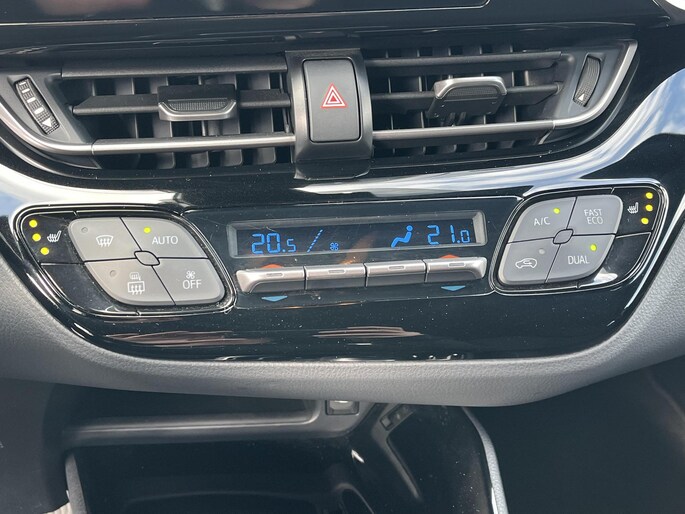 AUTO
OFF
20.5
21.0
A/C
FAST
ECO
DUAL